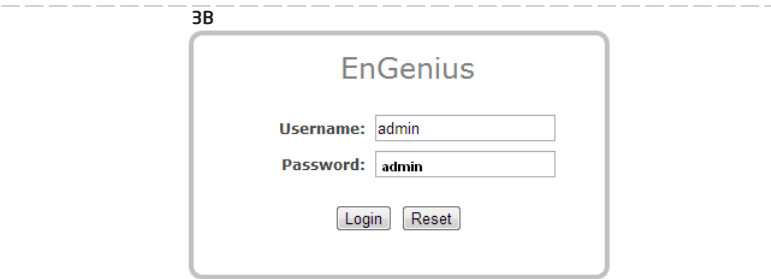 3B
EnGenius
Username: admin
Password: admin
Login Reset